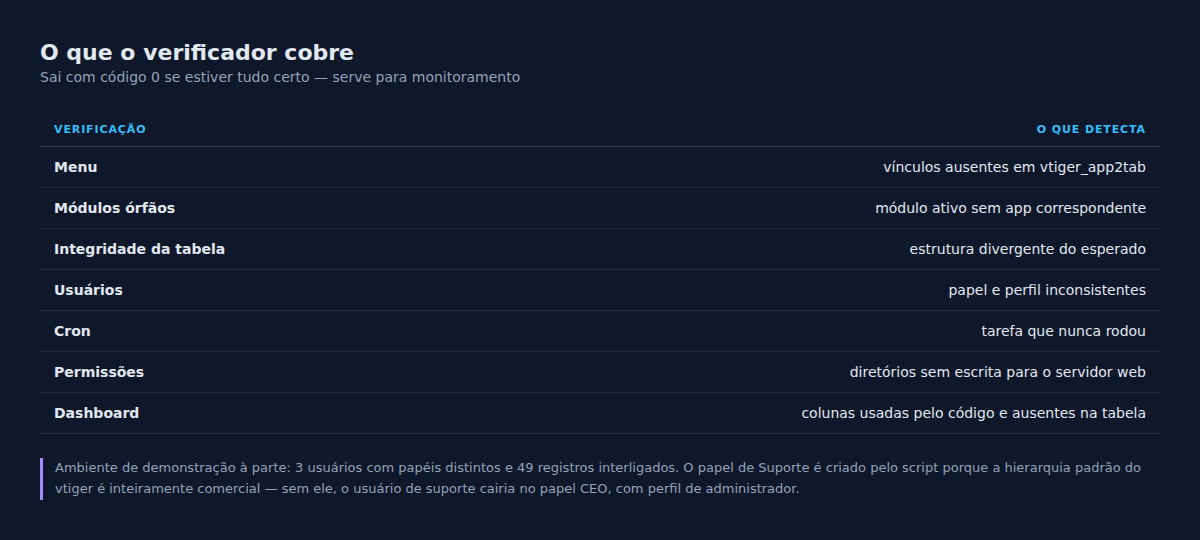 O que o verificador cobre
Sai com código 0 se estiver tudo certo — serve para monitoramento
VERIFICAÇÃO O QUE DETECTA
Menu vínculos ausentes em vtiger_app2tab
Módulos órfãos módulo ativo sem app correspondente
Integridade da tabela estrutura divergente do esperado
Usuários papel e perfil inconsistentes
Cron tarefa que nunca rodou
Permissões diretórios sem escrita para o servidor web
Dashboard colunas usadas pelo código e ausentes na tabela
Ambiente de demonstração à parte: 3 usuários com papéis distintos e 49 registros interligados. O papel de Suporte é criado pelo script porque a hierarquia padrão do
vtiger é inteiramente comercial — sem ele, o usuário de suporte cairia no papel CEO, com perfil de administrador.